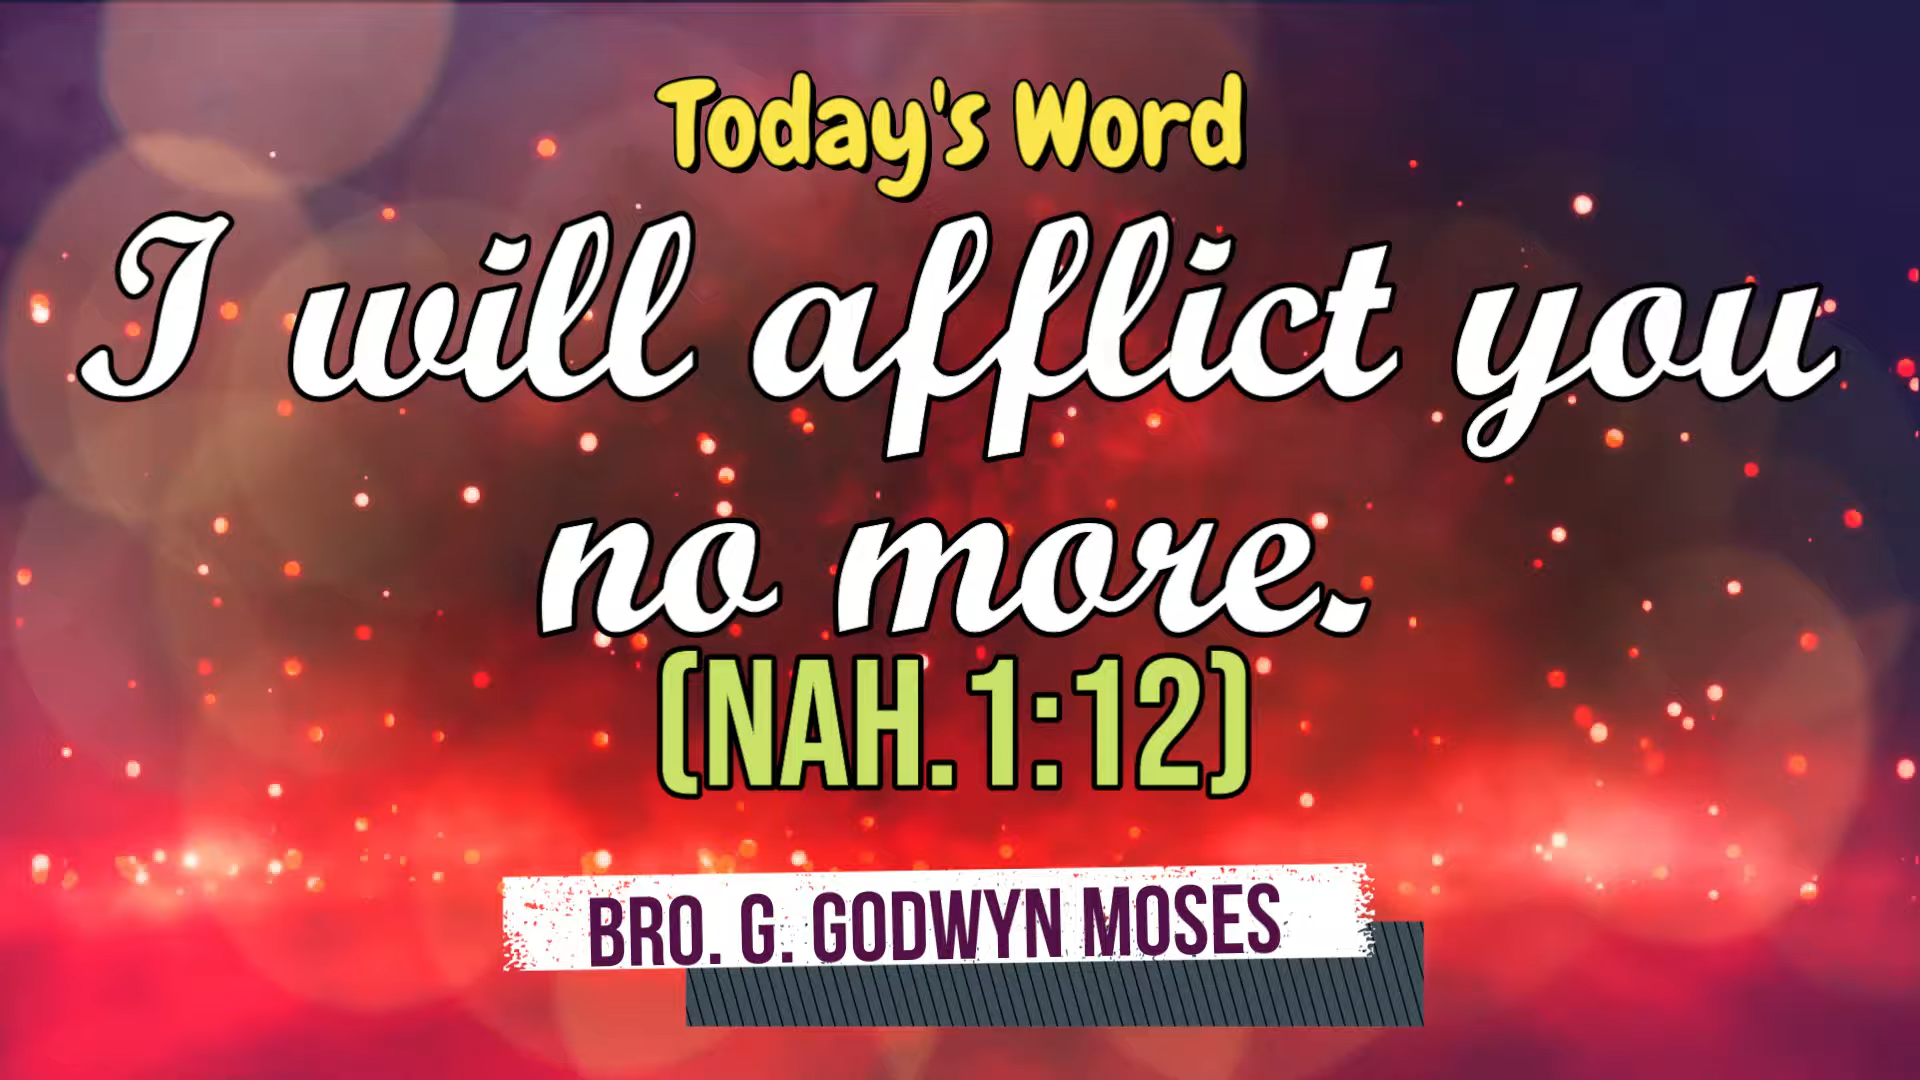 Today's Word
I will afflict you
no more.
(NAH.1:12)
BRO. G. GODWYN MOSES